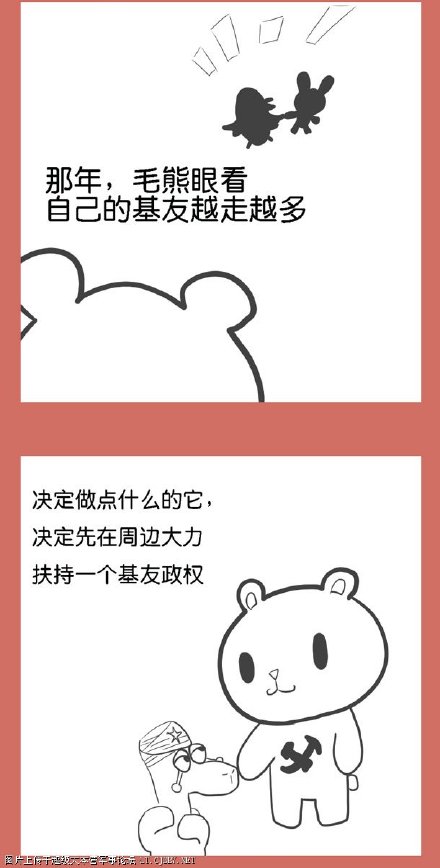 那年，毛熊眼看
自己的基友越走越多
决定做点什么的它，
决定先在周边大力
扶持一个基友政权